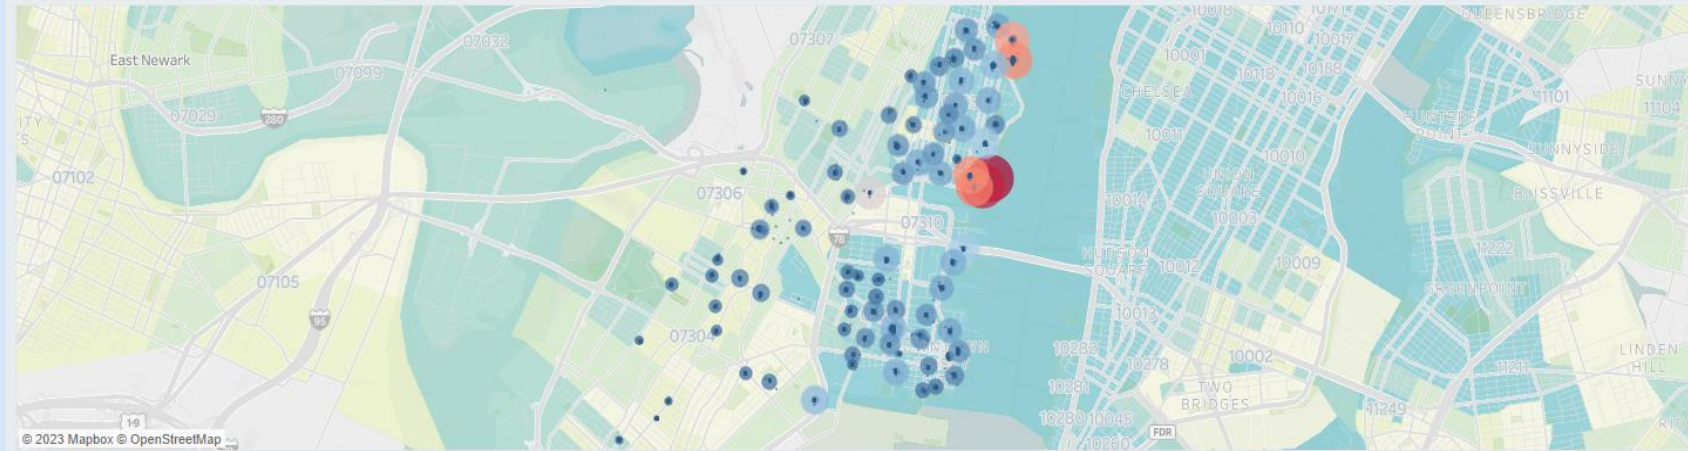 10018
QUEENSBRIDGE
10110
07032
07307
10017
East Newark
10001
07099
10118
10158
SUNNY
CHELSEA
10016
11101
11104
07029
280
HUNTERS
POINT
10011
SUNNYSIDE
10010
07102
UNION
SQUARE
07306
BLISSVILLE
10014
10003
07310
78
11222
HUDSON
SQUARE
10012
10009
07105
GREENPOINT
95
10013
07304
10282
LINDEN
HILL
10278
10002
11211
10281
TWO
BRIDGES
11249
10280
10045
1-9
FDR
© 2023 Mapbox © OpenStreetMap